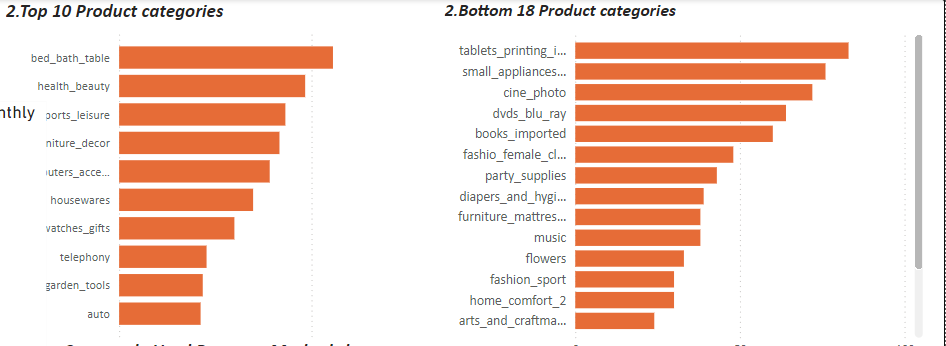 2.Top 10 Product categories
bed_bath_table
health_beauty
nthly
ports_leisure
niture_decor
uters_acce...
housewares
vatches_gifts
telephony
garden_tools
auto
2.Bottom 18 Product categories
tablets_printing_i...
small_appliances...
cine_photo
dvds_blu_ray
books_imported
fashio_female_cl...
party_supplies
diapers_and_hygi...
furniture_mattres...
music
flowers
fashion_sport
home_comfort_2
arts_and_craftma...